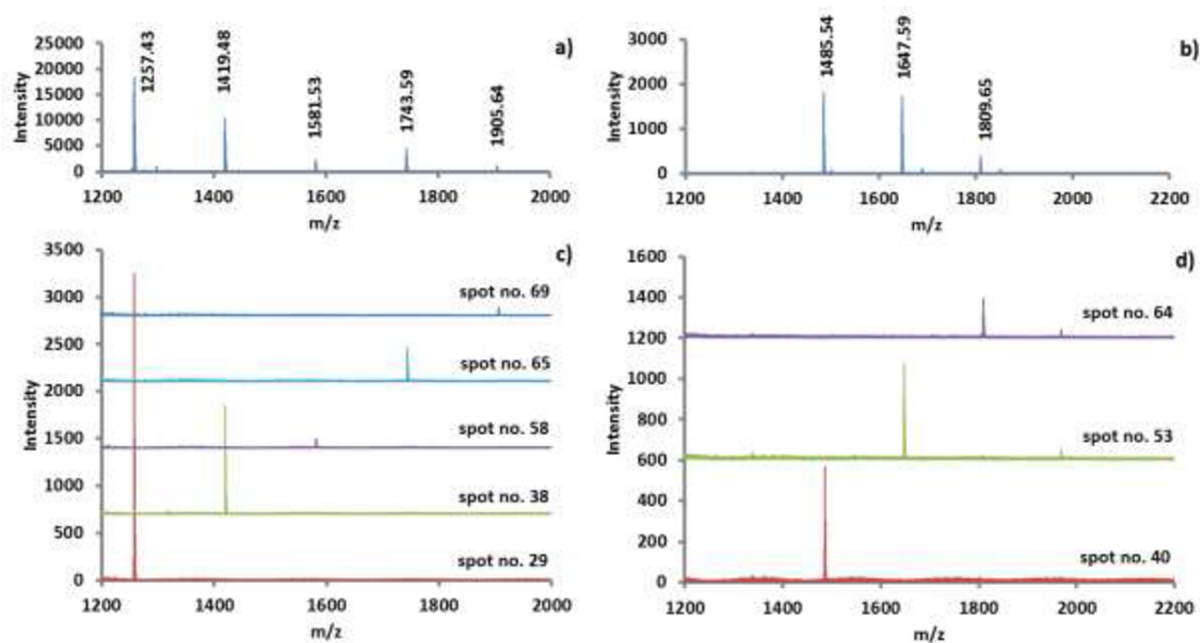 a)
25000
20000
15000
10000
5000
0
Intensity
1257.43
1419.48
1581.53
1743.59
1905.64
1200 1400 1600 1800 2000
m/z
b)
3000
2000
1000
0
Intensity
1485.54
1647.59
1809.65
1200 1400 1600 1800 2000 2200
m/z
c)
3500
3000
2500
2000
1500
1000
500
0
Intensity
spot no. 69
spot no. 65
spot no. 58
spot no. 38
spot no. 29
1200 1400 1600 1800 2000
m/z
d)
1600
1400
1200
1000
800
600
400
200
0
Intensity
spot no. 64
spot no. 53
spot no. 40
1200 1400 1600 1800 2000 2200
m/z